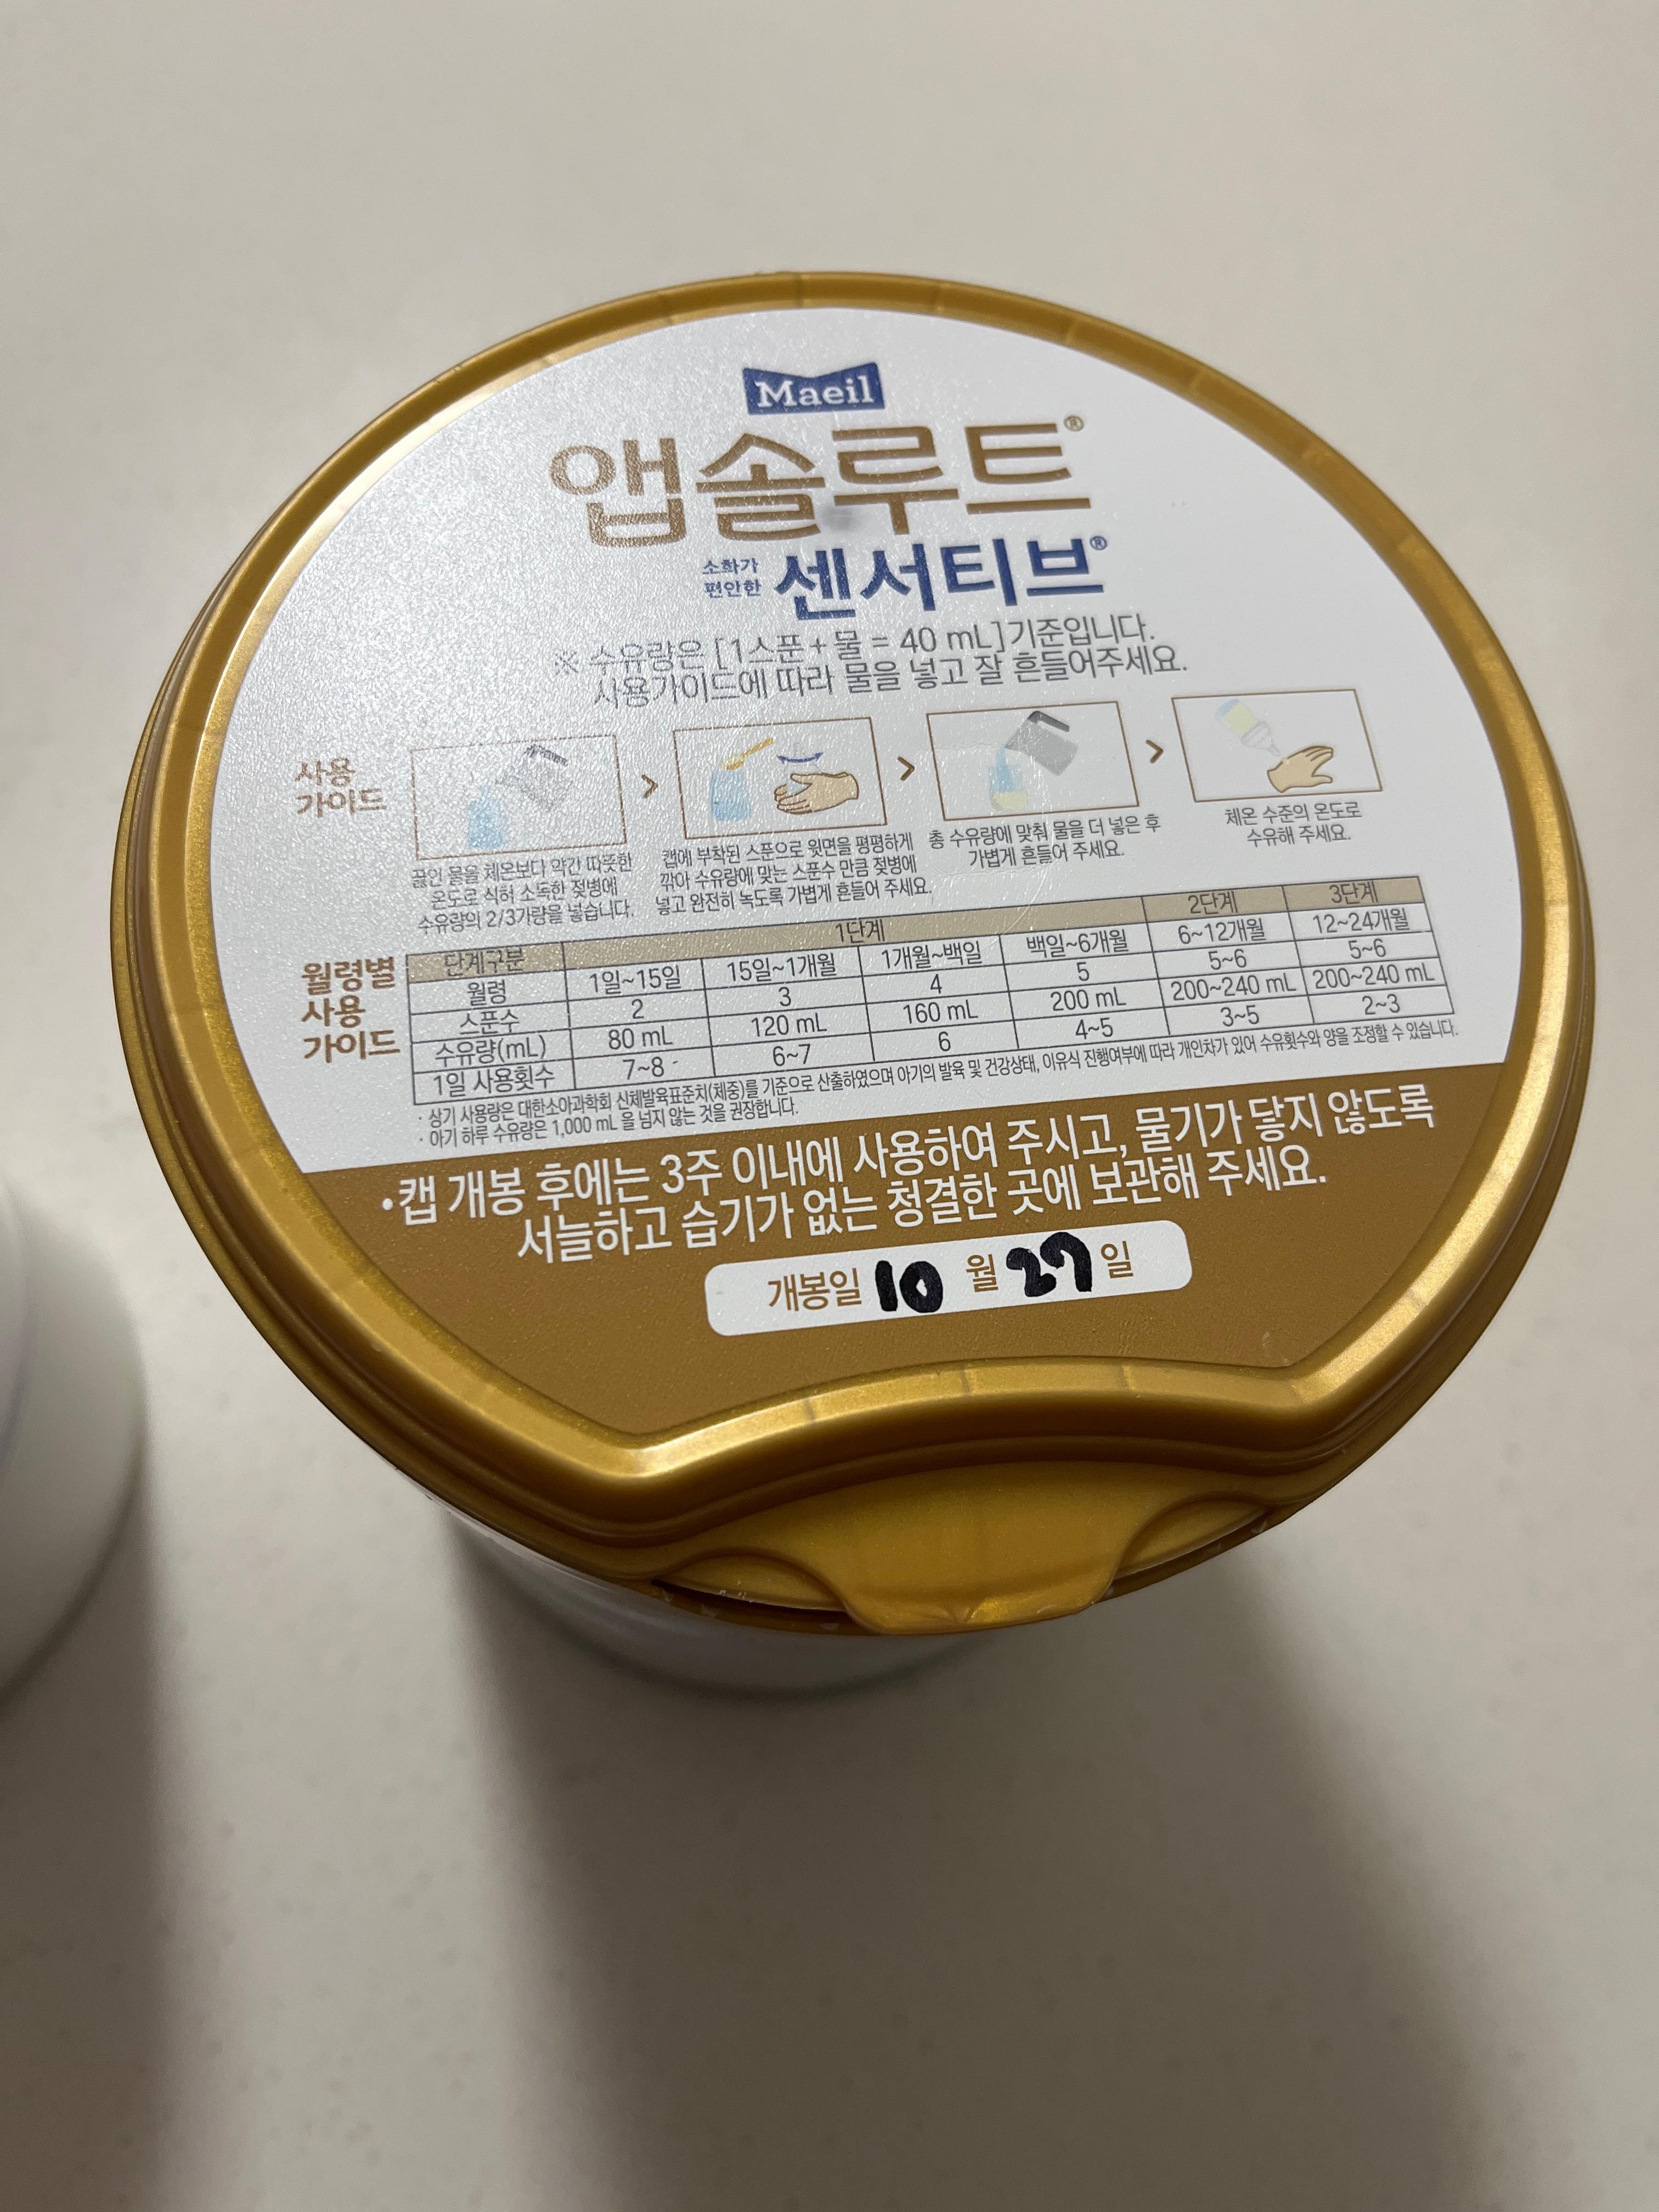 Maeil
앱솔루트®
소화가
편안한 센서티브®
※ 수유량은 [1스푼 + 물 = 40 mL]기준입니다.
사용가이드에 따라 물을 넣고 잘 흔들어주세요.
사용
가이드
끓인 물을 체온보다 약간 따뜻한
온도로 식혀 소독한 젖병에
수유량의 2/3가량을 넣습니다.
캡에 부착된 스푼으로 윗면을 평평하게
깎아 수유량에 맞는 스푼수 만큼 젖병에
넣고 완전히 녹도록 가볍게 흔들어 주세요.
총 수유량에 맞춰 물을 더 넣은 후
가볍게 흔들어 주세요.
체온 수준의 온도로
수유해 주세요.
월령별
사용
가이드
단계구분 1단계 2단계 3단계
월령 1일~15일 15일~1개월 1개월~백일 백일~6개월 6~12개월 12~24개월
스푼수 2 3 4 5 5~6 5~6
수유량(mL) 80 mL 120 mL 160 mL 200 mL 200~240 mL 200~240 mL
1일 사용횟수 7~8 6~7 6 4~5 3~5 2~3
· 상기 사용량은 대한소아과학회 신체발육표준치(체중)를 기준으로 산출하였으며 아기의 발육 및 건강상태, 이유식 진행여부에 따라 개인차가 있어 수유횟수와 양을 조정할 수 있습니다.
· 아기 하루 수유량은 1,000 mL 을 넘지 않는 것을 권장합니다.
•캡 개봉 후에는 3주 이내에 사용하여 주시고, 물기가 닿지 않도록
서늘하고 습기가 없는 청결한 곳에 보관해 주세요.
개봉일 10 월 27 일